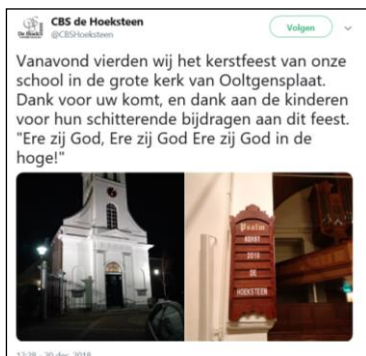 CBS de Hoeksteen
@CBSHoeksteen
Volgen
Vanavond vierden wij het kerstfeest van onze
school in de grote kerk van Ooltgensplaat.
Dank voor uw komt, en dank aan de kinderen
voor hun schitterende bijdragen aan dit feest.
"Ere zij God, Ere zij God Ere zij God in de
hoge!"
Psalm
KERST
2018
DE
HOEKSTEEN